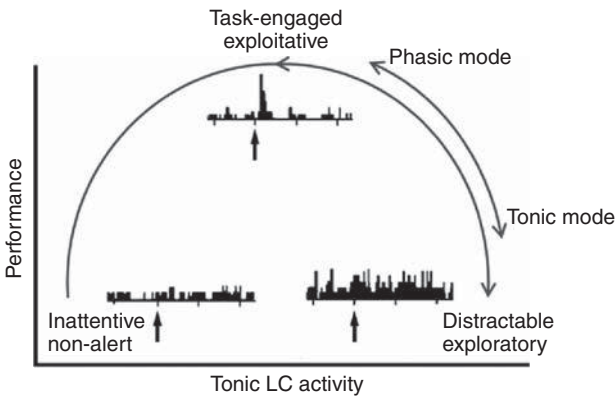 Task-engaged
exploitative
Phasic mode
Performance
Tonic mode
Inattentive
non-alert
Distractable
exploratory
Tonic LC activity